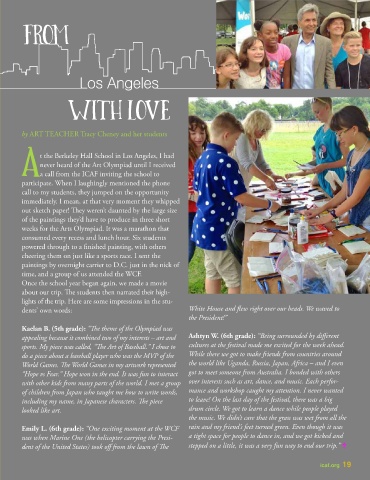 FROM
Los Angeles
WITH LOVE
by ART TEACHER Tracy Cheney and her students
At the Berkeley Hall School in Los Angeles, I had
never heard of the Art Olympiad until I received
a call from the ICAF inviting the school to
participate. When I laughingly mentioned the phone
call to my students, they jumped on the opportunity
immediately. I mean, at that very moment they whipped
out sketch paper! They weren't daunted by the large size
of the paintings they'd have to produce in three short
weeks for the Arts Olympiad. It was a marathon that
consumed every recess and lunch hour. Six students
powered through to a finished painting, with others
cheering them on just like a sports race. I sent the
paintings by overnight carrier to D.C. just in the nick of
time, and a group of us attended the WCF.
Once the school year began again, we made a movie
about our trip. The students then narrated their high-
lights of the trip. Here are some impressions in the stu-
dents' own words:
Kaelan B. (5th grade): "The theme of the Olympiad was
appealing because it combined two of my interests – art and
sports. My piece was called, "The Art of Baseball." I chose to
do a piece about a baseball player who was the MVP of the
World Games. The World Games in my artwork represented
"Hope vs Fear." Hope won in the end. It was fun to interact
with other kids from many parts of the world. I met a group
of children from Japan who taught me how to write words,
including my name, in Japanese characters. The piece
looked like art.
Emily L. (6th grade): "One exciting moment at the WCF
was when Marine One (the helicopter carrying the Presi-
dent of the United States) took off from the lawn of The
White House and flew right over our heads. We waved to
the President!"
Ashtyn W. (6th grade): "Being surrounded by different
cultures at the festival made me excited for the week ahead.
While there we got to make friends from countries around
the world like Uganda, Russia, Japan, Africa – and I even
got to meet someone from Australia. I bonded with others
over interests such as art, dance, and music. Each perfor-
mance and workshop caught my attention. I never wanted
to leave! On the last day of the festival, there was a big
drum circle. We got to learn a dance while people played
the music. We didn't care that the grass was wet from all the
rain and my friend's feet turned green. Even though it was
a tight space for people to dance in, and we got kicked and
stepped on a little, it was a very fun way to end our trip."
icaf.org 19